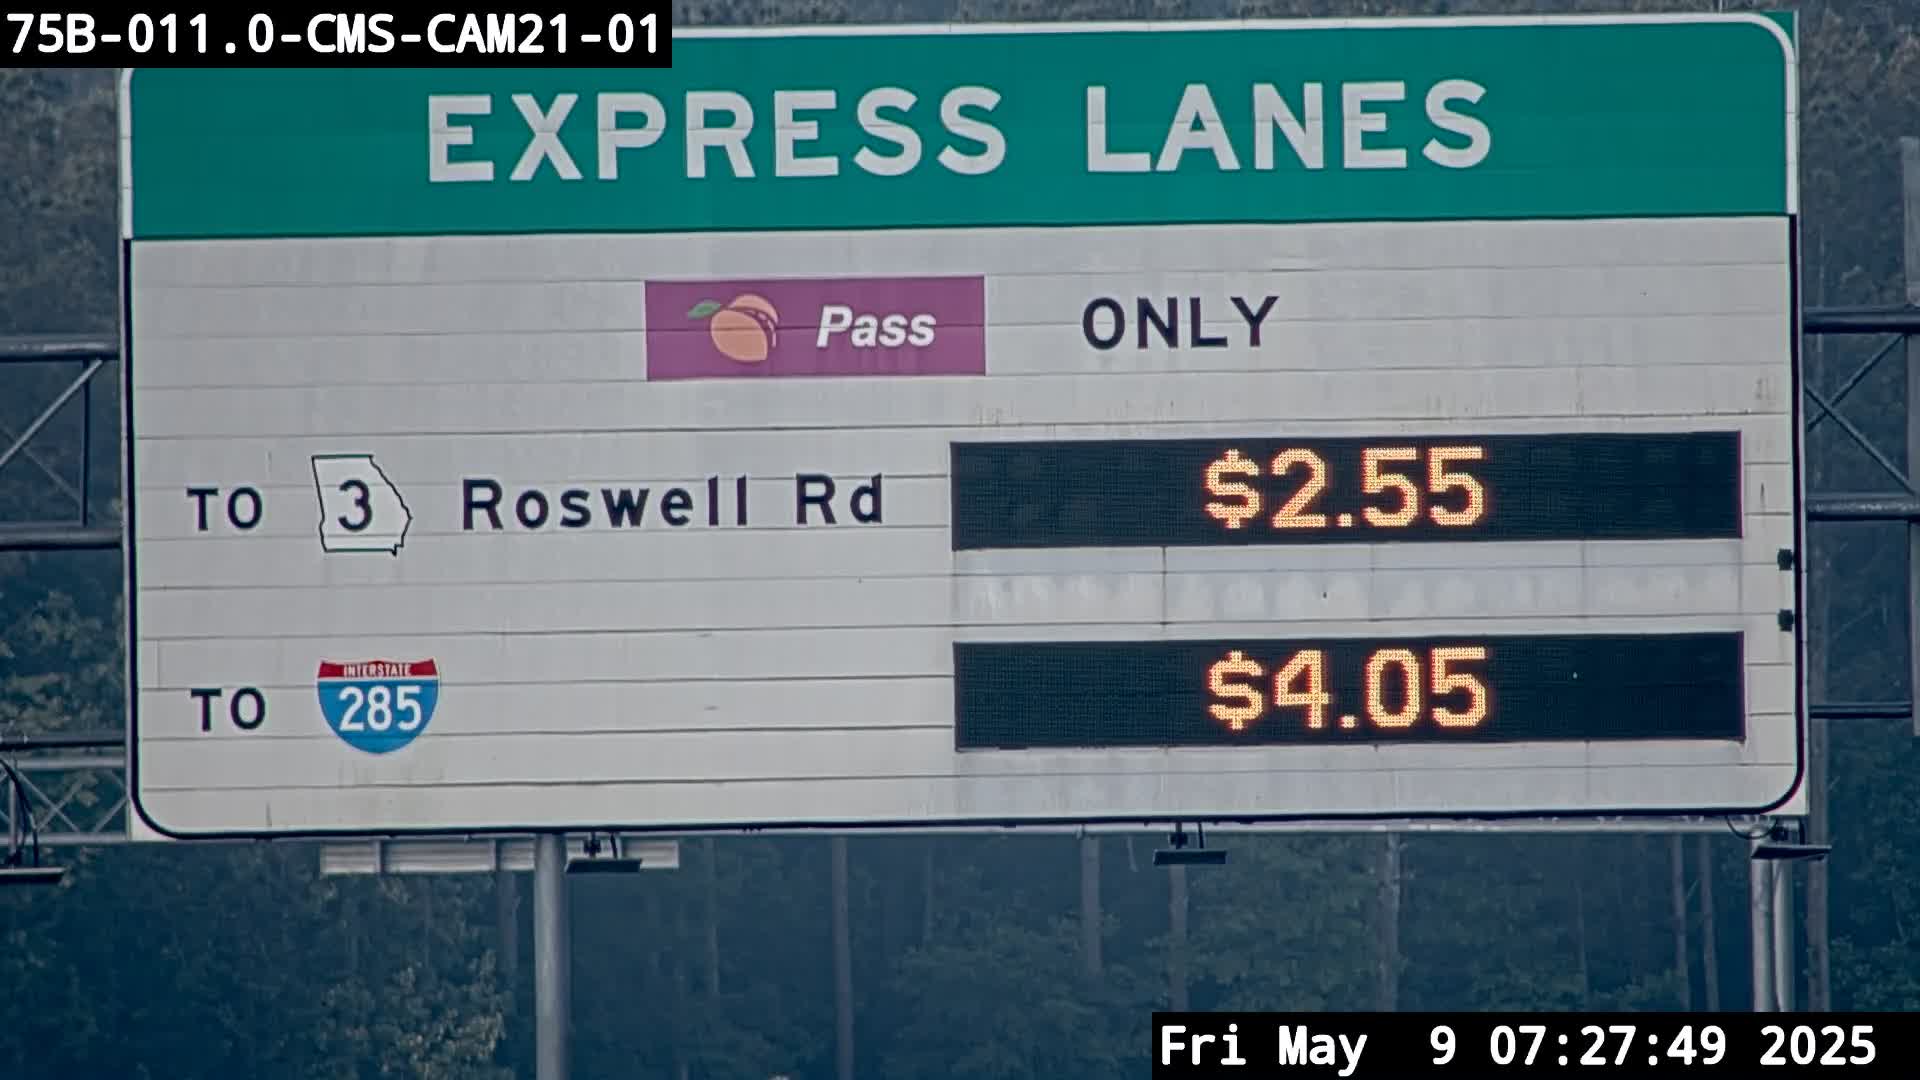 75B-011.0-CMS-CAM21-01
EXPRESS LANES
Pass ONLY
TO 3 Roswell Rd $2.55
TO INTERSTATE 285 $4.05
Fri May 9 07:27:49 2025